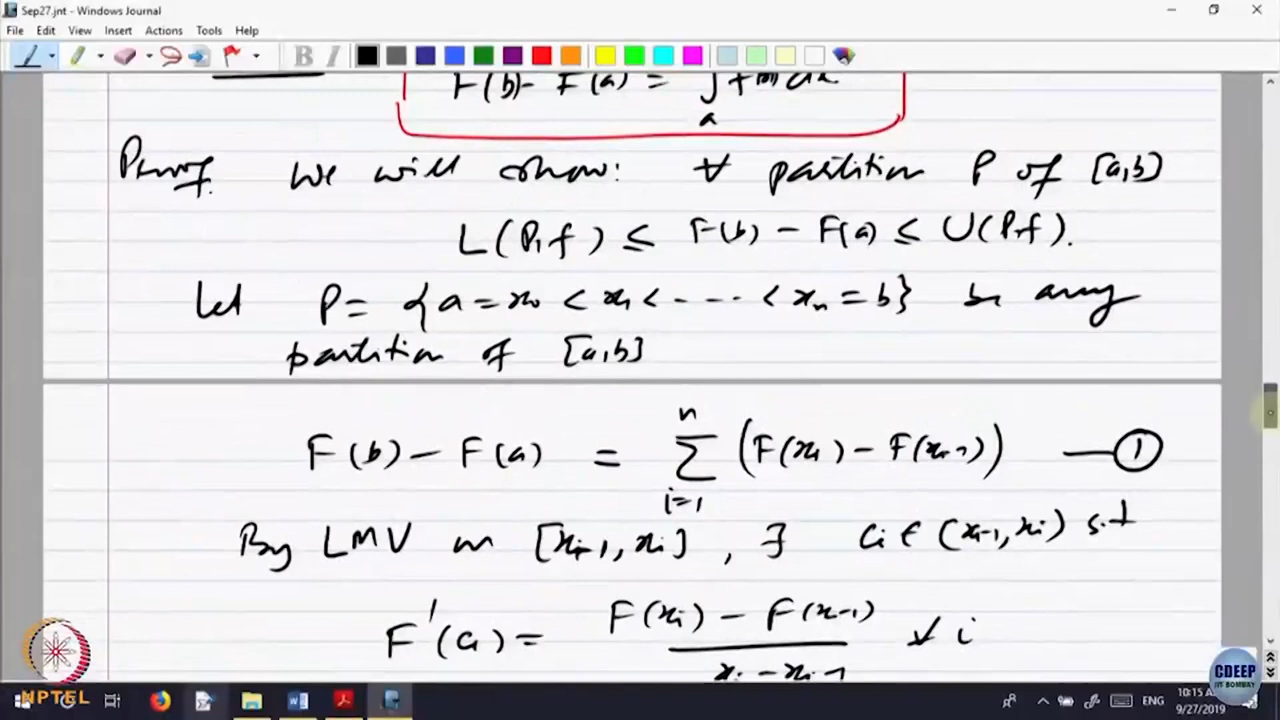 Sep27.jnt - Windows Journal
File Edit View Insert Actions Tools Help
B I
F(b) - F(a) = ∫ f(x) dx
a
Proof. We will show: ∀ partition P of [a,b]
L(P,f) ≤ F(b) - F(a) ≤ U(P,f).
Let P = {a = x₀ < x₁ < ---- < xₙ = b} be any
partition of [a,b]
n
F(b) - F(a) = Σ (F(xᵢ) - F(xᵢ₋₁)) — ①
i=1
By LMV on [xᵢ₋₁, xᵢ], ∃ cᵢ ∈ (xᵢ₋₁, xᵢ) s.t
F'(cᵢ) = F(xᵢ) - F(xᵢ₋₁) ∀ i
xᵢ - xᵢ₋₁
NPTEL
CDEEP
IIT BOMBAY
ENG
10:15 A
9/27/2019